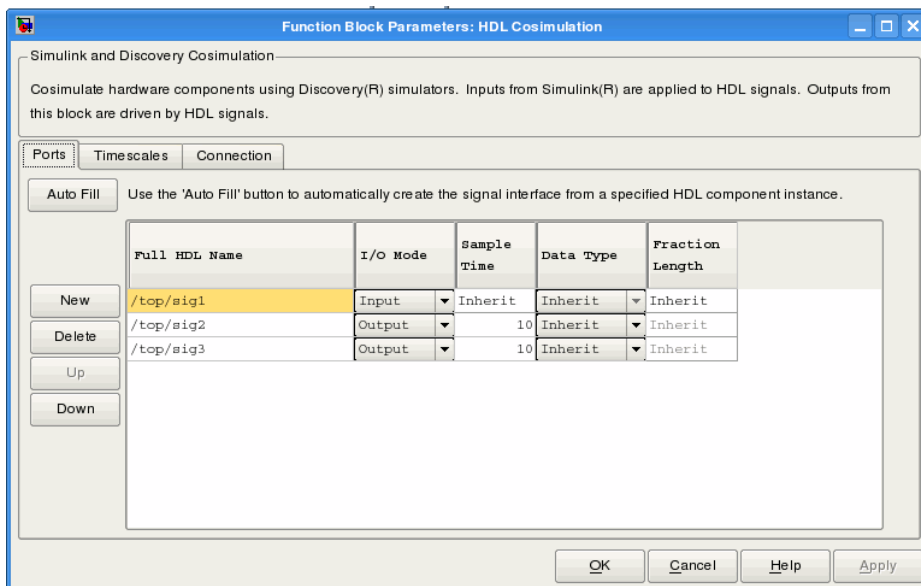 Function Block Parameters: HDL Cosimulation
Simulink and Discovery Cosimulation
Cosimulate hardware components using Discovery(R) simulators. Inputs from Simulink(R) are applied to HDL signals. Outputs from
this block are driven by HDL signals.
Ports Timescales Connection
Auto Fill Use the 'Auto Fill' button to automatically create the signal interface from a specified HDL component instance.
Full HDL Name I/O Mode Sample Time Data Type Fraction Length
New /top/sig1 Input Inherit Inherit Inherit
/top/sig2 Output 10 Inherit Inherit
Delete /top/sig3 Output 10 Inherit Inherit
Up
Down
OK Cancel Help Apply